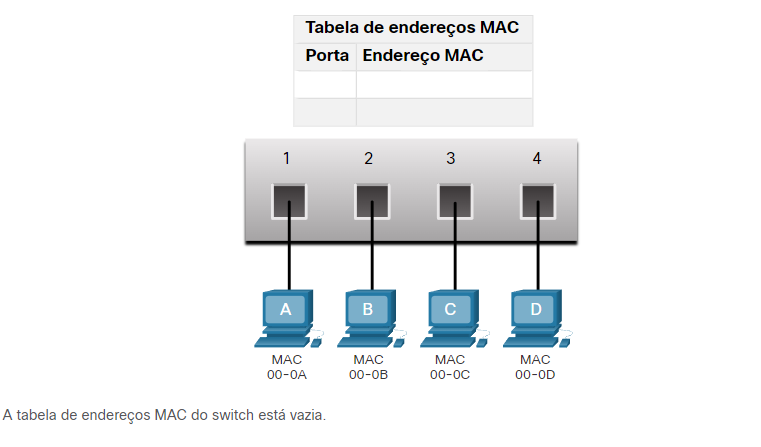 Tabela de endereços MAC
Porta Endereço MAC
1 2 3 4
A B C D
MAC MAC MAC MAC
00-0A 00-0B 00-0C 00-0D
A tabela de endereços MAC do switch está vazia.